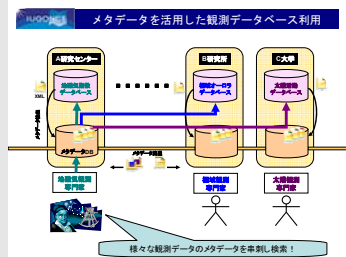 IUGONET
メタデータを活用した観測データベース利用
A研究センター
B研究所
C大学
地磁気観測
データベース
極域オーロラ
データベース
太陽活動
データベース
XML
メタデータ抽出
メタデータDB
メタデータ交換
地磁気観測
専門家
極域観測
専門家
太陽観測
専門家
様々な観測データのメタデータを串刺し検索！